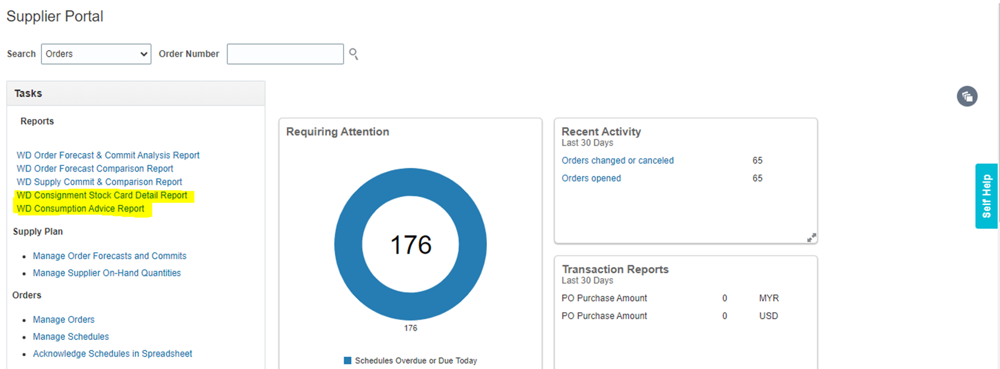 Supplier Portal
Search Orders Order Number
Tasks
Reports
WD Order Forecast & Commit Analysis Report
WD Order Forecast Comparison Report
WD Supply Commit & Comparison Report
WD Consignment Stock Card Detail Report
WD Consumption Advice Report
Supply Plan
Manage Order Forecasts and Commits
Manage Supplier On-Hand Quantities
Orders
Manage Orders
Manage Schedules
Acknowledge Schedules in Spreadsheet
Requiring Attention
176
176
Schedules Overdue or Due Today
Recent Activity
Last 30 Days
Orders changed or canceled 65
Orders opened 65
Transaction Reports
Last 30 Days
PO Purchase Amount 0 MYR
PO Purchase Amount 0 USD
Self Help